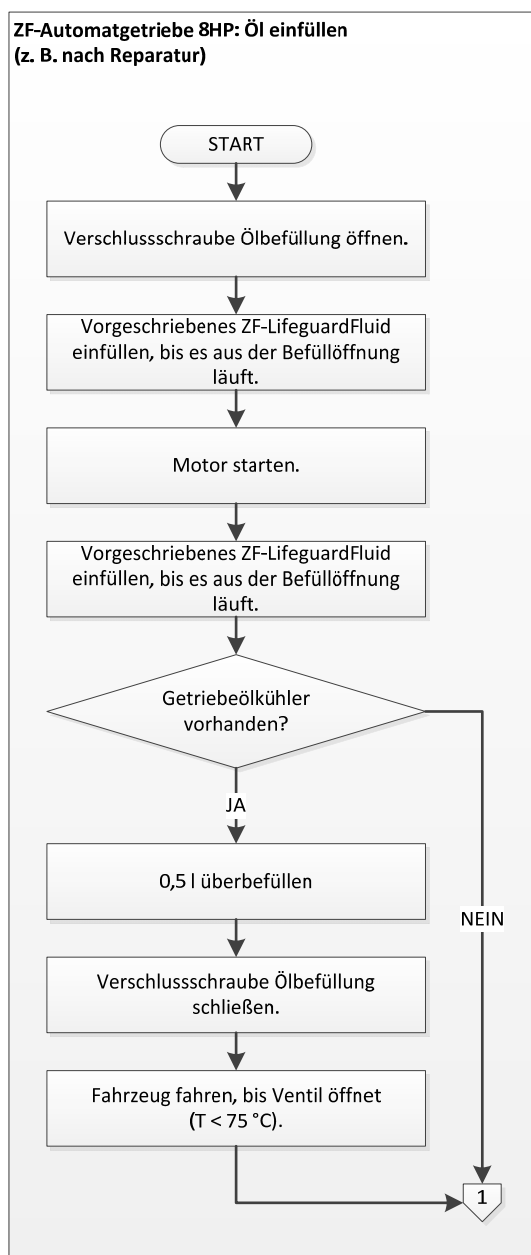 ZF-Automatgetriebe 8HP: Öl einfüllen
(z. B. nach Reparatur)
START
Verschlussschraube Ölbefüllung öffnen.
Vorgeschriebenes ZF-LifeguardFluid
einfüllen, bis es aus der Befüllöffnung
läuft.
Motor starten.
Vorgeschriebenes ZF-LifeguardFluid
einfüllen, bis es aus der Befüllöffnung
läuft.
Getriebeölkühler
vorhanden?
JA
0,5 l überbefüllen
NEIN
Verschlussschraube Ölbefüllung
schließen.
Fahrzeug fahren, bis Ventil öffnet
(T < 75 °C).
1